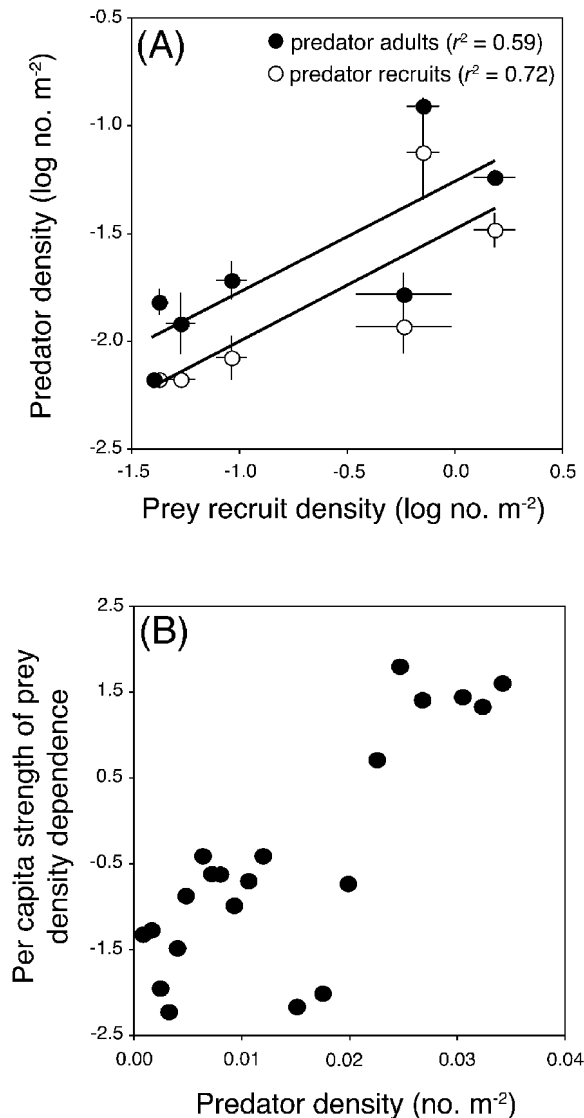 (A)
● predator adults (r² = 0.59)
○ predator recruits (r² = 0.72)
Predator density (log no. m⁻²)
-0.5
-1.0
-1.5
-2.0
-2.5
-1.5 -1.0 -0.5 0.0 0.5
Prey recruit density (log no. m⁻²)
(B)
Per capita strength of prey
density dependence
2.5
1.5
0.5
-0.5
-1.5
-2.5
0.00 0.01 0.02 0.03 0.04
Predator density (no. m⁻²)